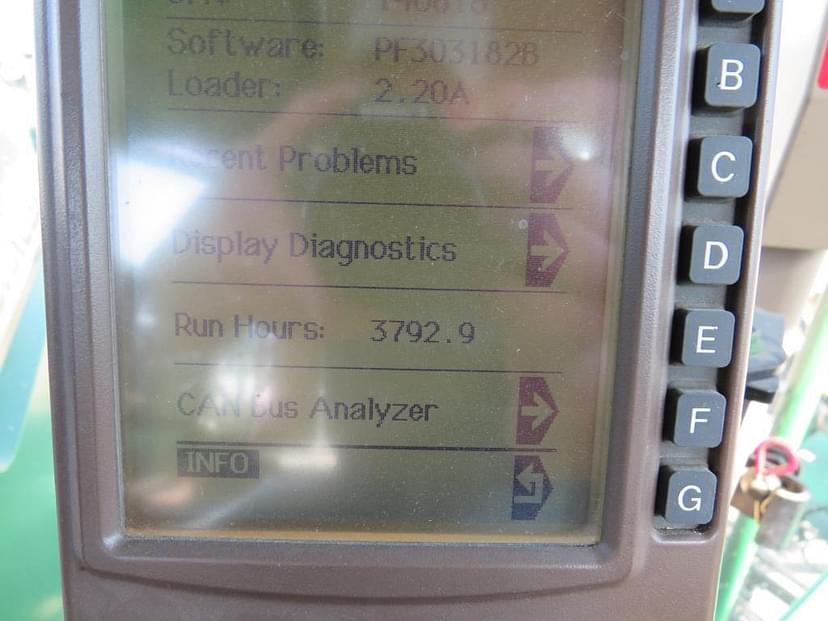 Software: PF303182B
B
Loader: 2.20A
Recent Problems
C
Display Diagnostics
D
Run Hours: 3792.9
E
CAN Bus Analyzer
F
INFO
G